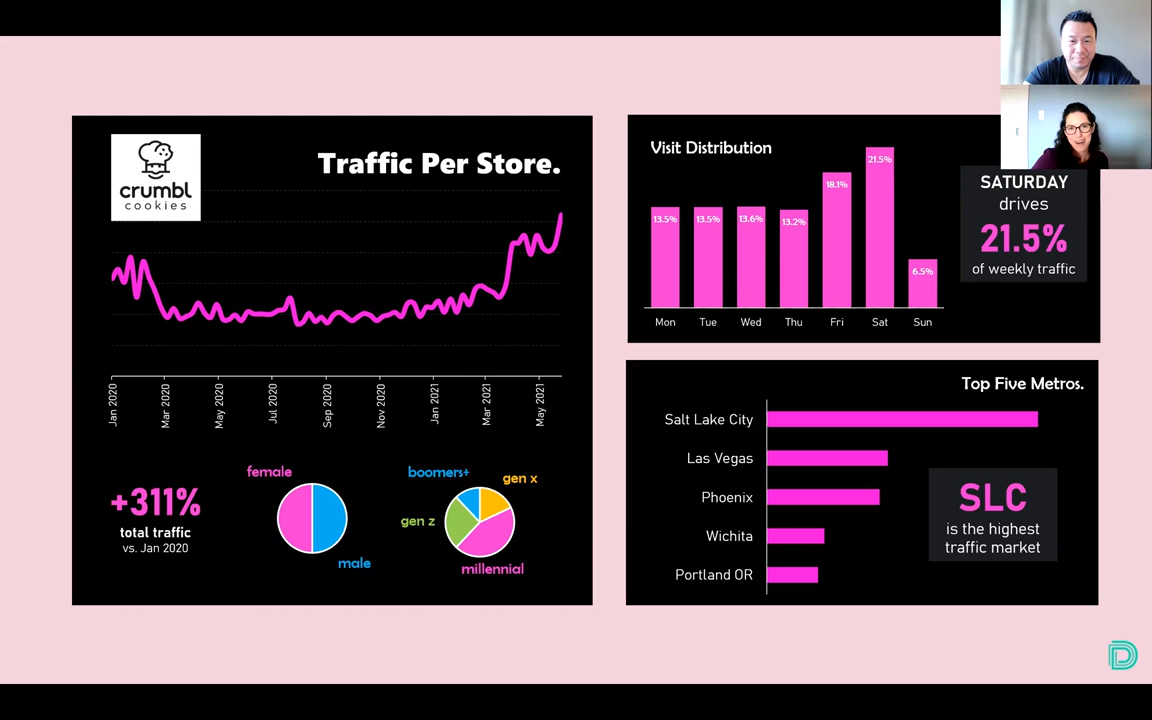 crumbl
cookies
Traffic Per Store.
Jan 2020
Mar 2020
May 2020
Jul 2020
Sep 2020
Nov 2020
Jan 2021
Mar 2021
May 2021
+311%
total traffic
vs. Jan 2020
female
male
boomers+
gen x
gen z
millennial
Visit Distribution
13.5%
13.5%
13.6%
13.2%
18.1%
21.5%
6.5%
Mon
Tue
Wed
Thu
Fri
Sat
Sun
SATURDAY
drives
21.5%
of weekly traffic
Top Five Metros.
Salt Lake City
Las Vegas
Phoenix
Wichita
Portland OR
SLC
is the highest
traffic market